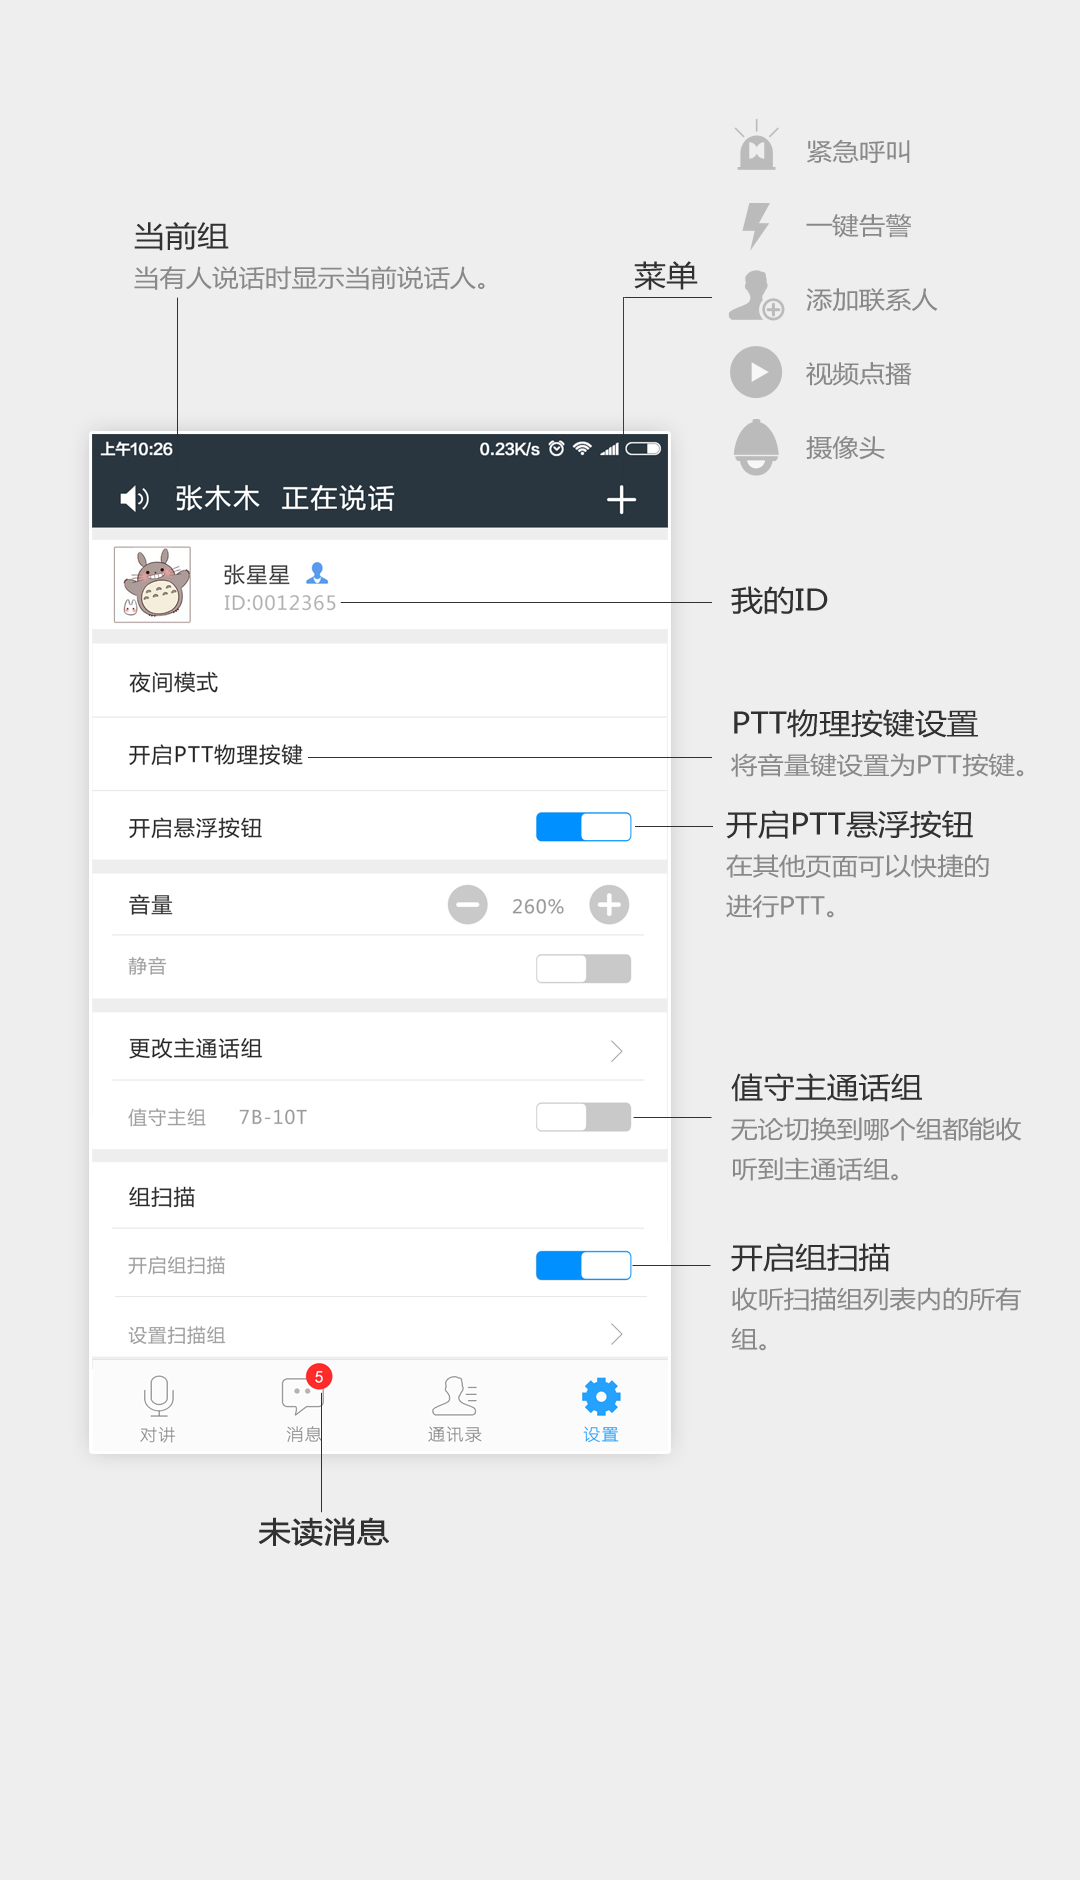 紧急呼叫
一键告警
添加联系人
视频点播
摄像头
菜单
当前组
当有人说话时显示当前说话人。
上午10:26
0.23K/s
张木木 正在说话
张星星
ID:0012365
我的ID
夜间模式
开启PTT物理按键
PTT物理按键设置
将音量键设置为PTT按键。
开启悬浮按钮
开启PTT悬浮按钮
在其他页面可以快捷的
进行PTT。
音量
260%
静音
更改主通话组
值守主组 7B-10T
值守主通话组
无论切换到哪个组都能收
听到主通话组。
组扫描
开启组扫描
开启组扫描
收听扫描组列表内的所有
组。
设置扫描组
5
对讲
消息
通讯录
设置
未读消息